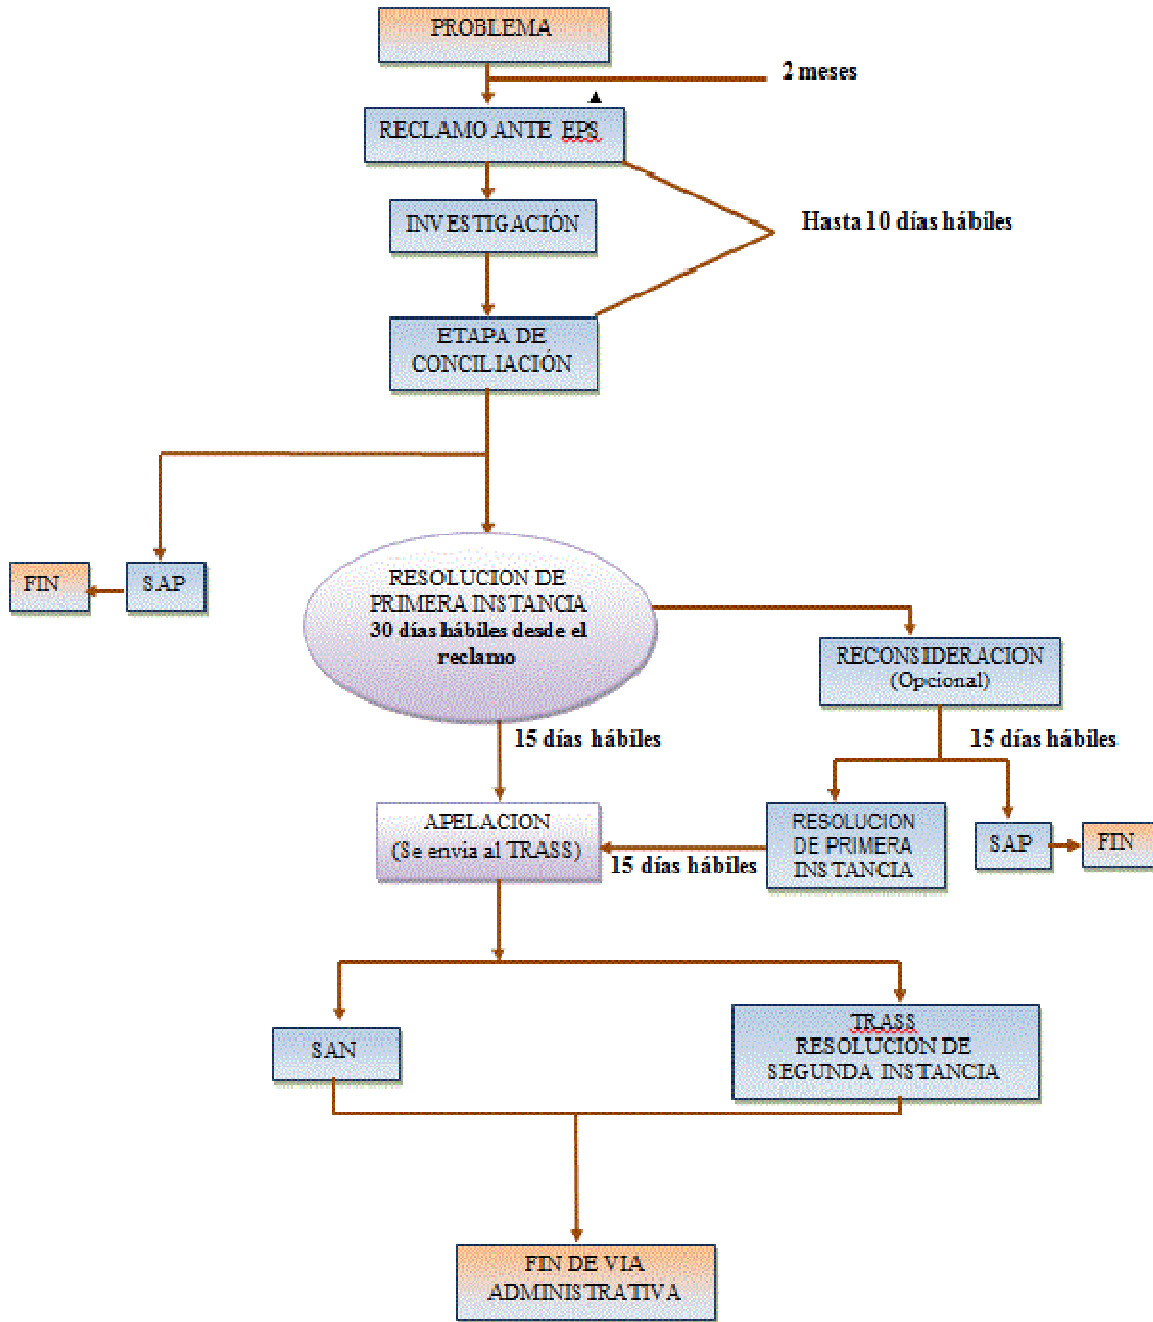 PROBLEMA
2 meses
RECLAMO ANTE EPS
INVESTIGACIÓN
Hasta 10 días hábiles
ETAPA DE
CONCILIACIÓN
FIN
SAP
RESOLUCION DE
PRIMERA INSTANCIA
30 días hábiles desde el
reclamo
RECONSIDERACION
(Opcional)
15 días hábiles
15 días hábiles
APELACION
(Se envia al TRASS)
15 días hábiles
RESOLUCION
DE PRIMERA
INSTANCIA
SAP
FIN
SAN
TRASS
RESOLUCION DE
SEGUNDA INSTANCIA
FIN DE VIA
ADMINISTRATIVA